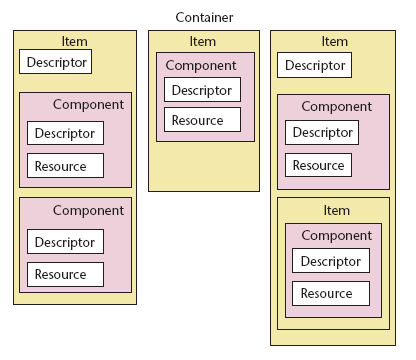 Container
Item
Descriptor
Component
Descriptor
Resource
Component
Descriptor
Resource
Item
Component
Descriptor
Resource
Item
Descriptor
Component
Descriptor
Resource
Item
Component
Descriptor
Resource